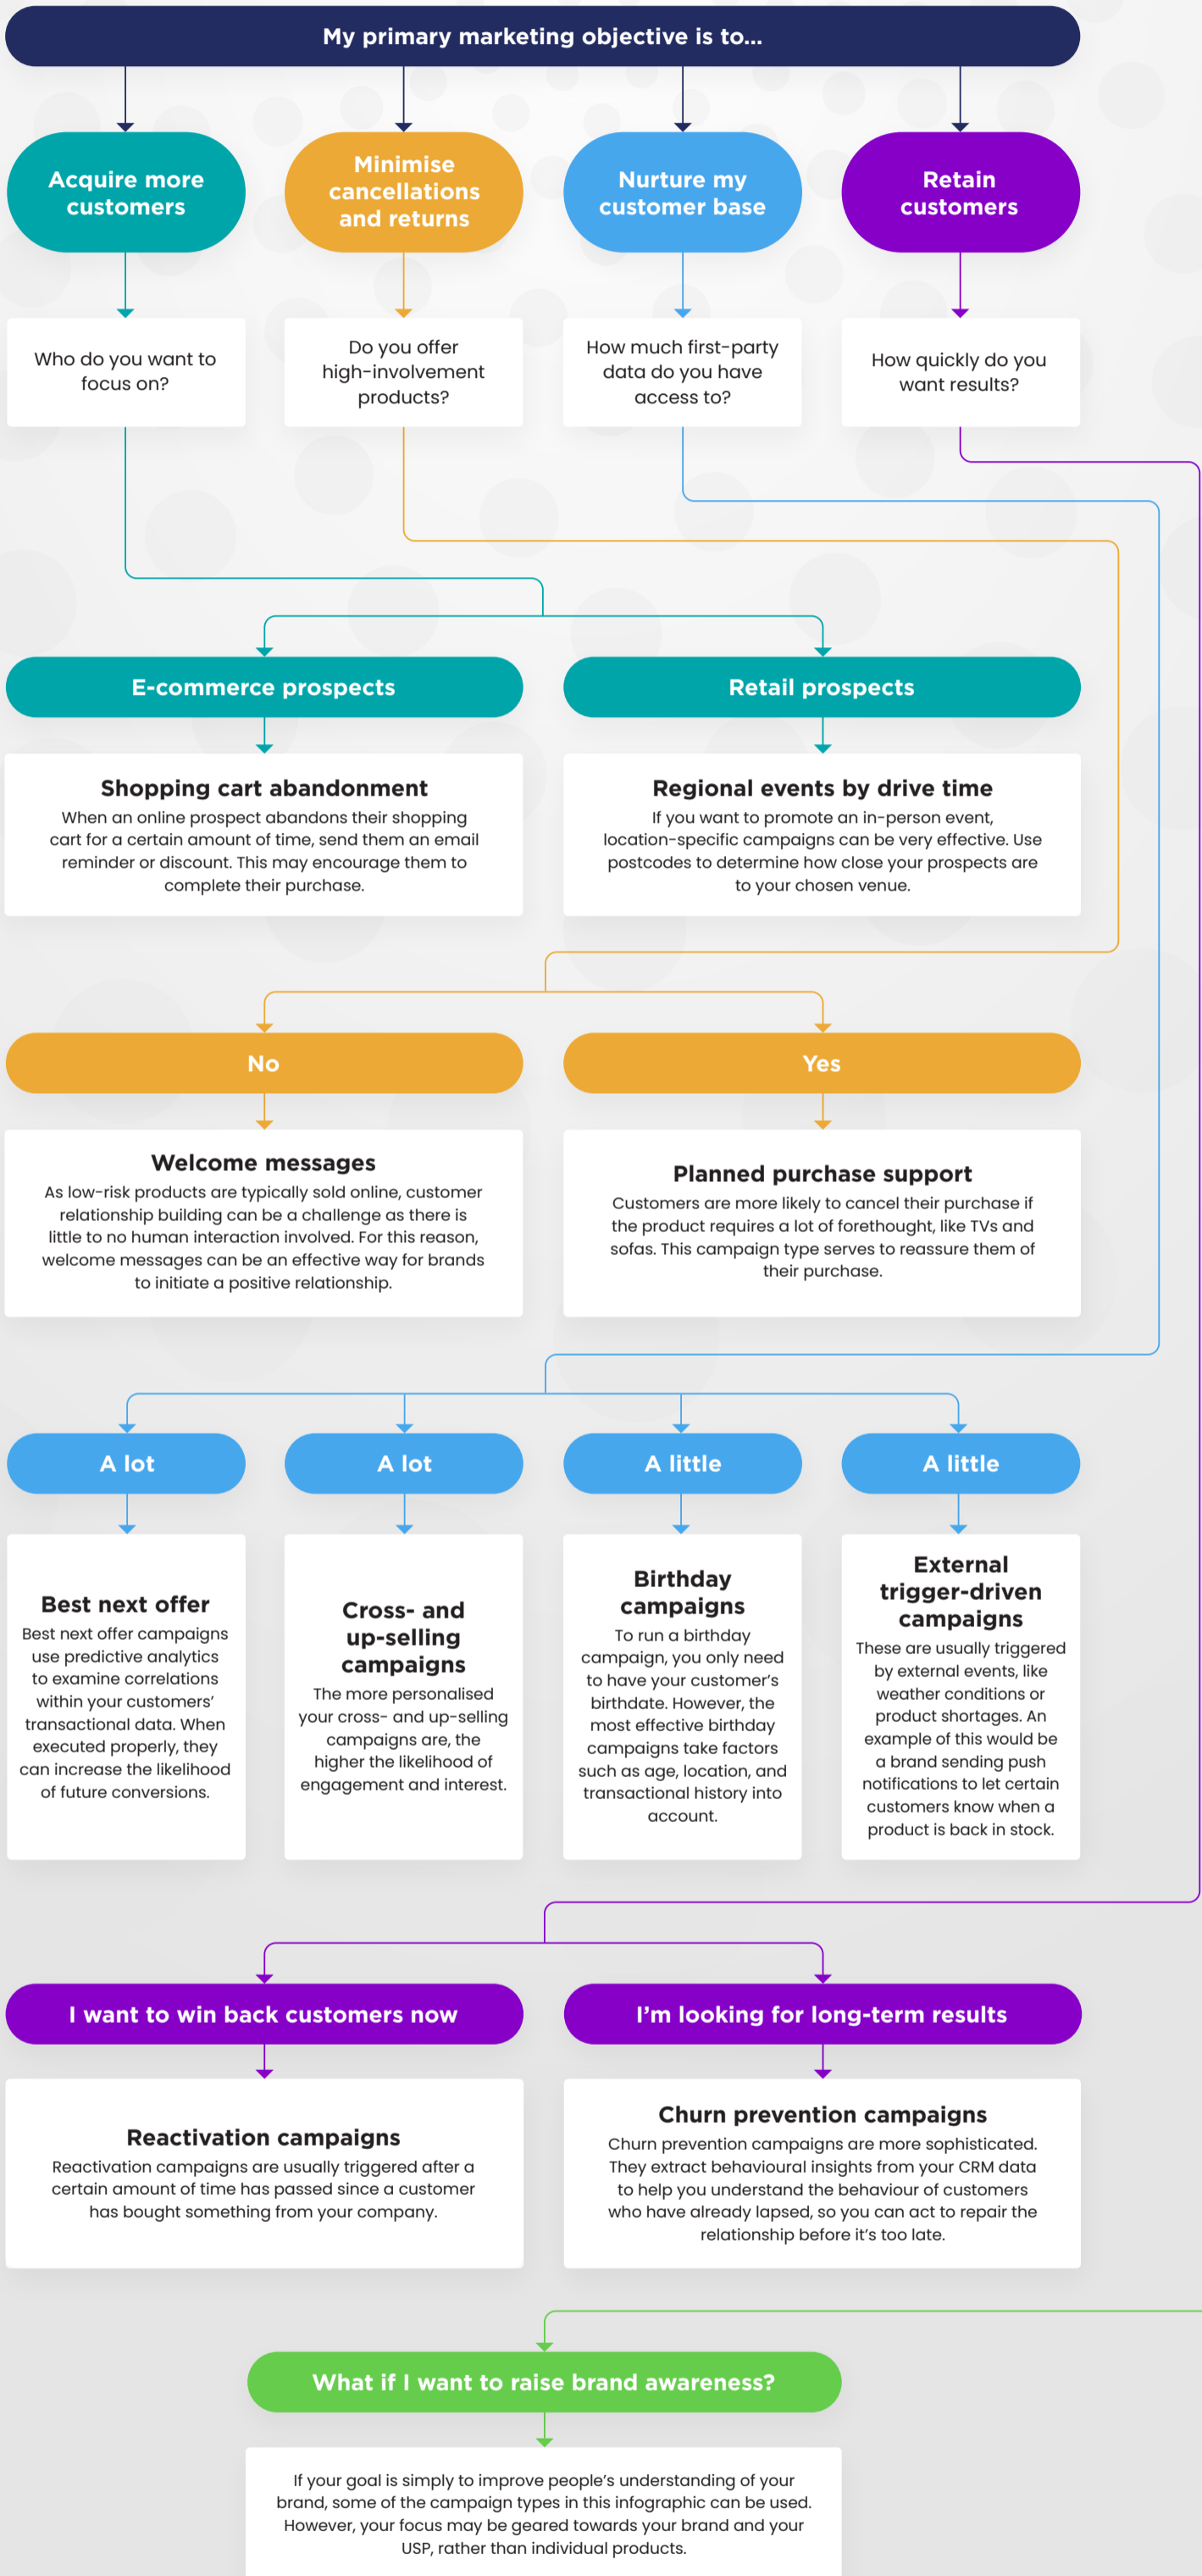 My primary marketing objective is to...
Acquire more
customers
Minimise
cancellations
and returns
Nurture my
customer base
Retain
customers
Who do you want to
focus on?
Do you offer
high-involvement
products?
How much first-party
data do you have
access to?
How quickly do you
want results?
E-commerce prospects
Retail prospects
Shopping cart abandonment
When an online prospect abandons their shopping
cart for a certain amount of time, send them an email
reminder or discount. This may encourage them to
complete their purchase.
Regional events by drive time
If you want to promote an in-person event,
location-specific campaigns can be very effective. Use
postcodes to determine how close your prospects are
to your chosen venue.
No
Yes
Welcome messages
As low-risk products are typically sold online, customer
relationship building can be a challenge as there is
little to no human interaction involved. For this reason,
welcome messages can be an effective way for brands
to initiate a positive relationship.
Planned purchase support
Customers are more likely to cancel their purchase if
the product requires a lot of forethought, like TVs and
sofas. This campaign type serves to reassure them of
their purchase.
A lot
A lot
A little
A little
Best next offer
Best next offer campaigns
use predictive analytics
to examine correlations
within your customers'
transactional data. When
executed properly, they
can increase the likelihood
of future conversions.
Cross- and
up-selling
campaigns
The more personalised
your cross- and up-selling
campaigns are, the
higher the likelihood of
engagement and interest.
Birthday
campaigns
To run a birthday
campaign, you only need
to have your customer's
birthdate. However, the
most effective birthday
campaigns take factors
such as age, location, and
transactional history into
account.
External
trigger-driven
campaigns
These are usually triggered
by external events, like
weather conditions or
product shortages. An
example of this would be
a brand sending push
notifications to let certain
customers know when a
product is back in stock.
I want to win back customers now
I'm looking for long-term results
Reactivation campaigns
Reactivation campaigns are usually triggered after a
certain amount of time has passed since a customer
has bought something from your company.
Churn prevention campaigns
Churn prevention campaigns are more sophisticated.
They extract behavioural insights from your CRM data
to help you understand the behaviour of customers
who have already lapsed, so you can act to repair the
relationship before it's too late.
What if I want to raise brand awareness?
If your goal is simply to improve people's understanding of your
brand, some of the campaign types in this infographic can be used.
However, your focus may be geared towards your brand and your
USP, rather than individual products.